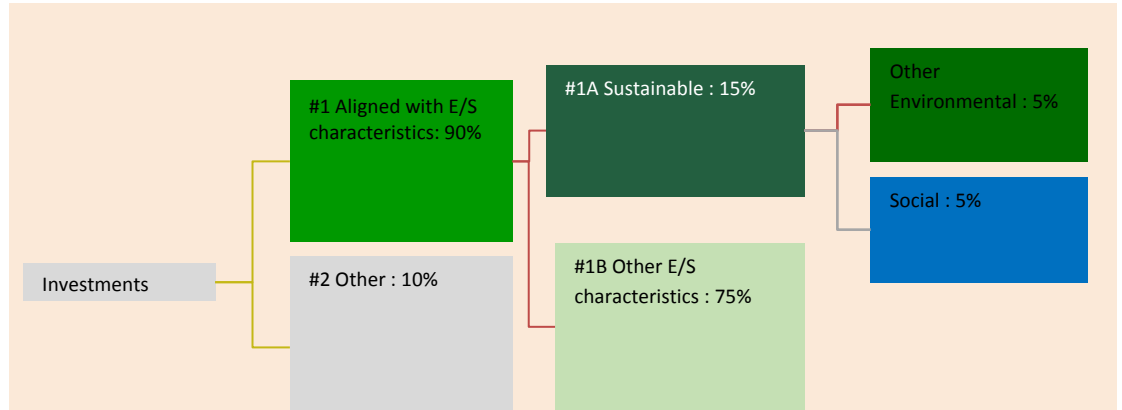 Investments
#1 Aligned with E/S
characteristics: 90%
#2 Other : 10%
#1A Sustainable : 15%
#1B Other E/S
characteristics : 75%
Other
Environmental : 5%
Social : 5%